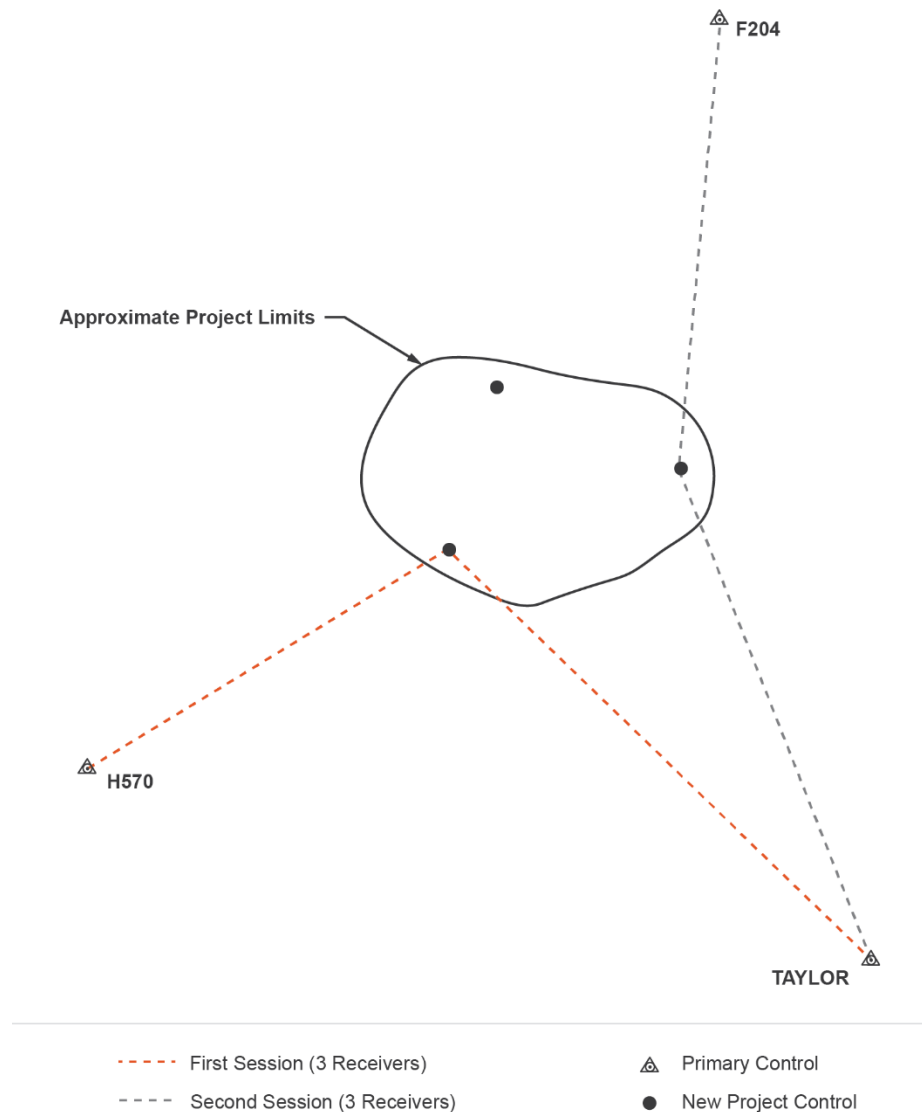 F204
Approximate Project Limits
H570
TAYLOR
First Session (3 Receivers)
Primary Control
Second Session (3 Receivers)
New Project Control